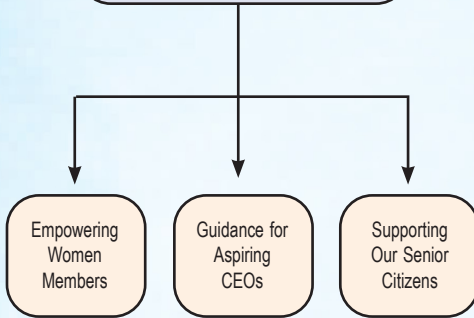 Empowering
Women
Members
Guidance for
Aspiring
CEOs
Supporting
Our Senior
Citizens